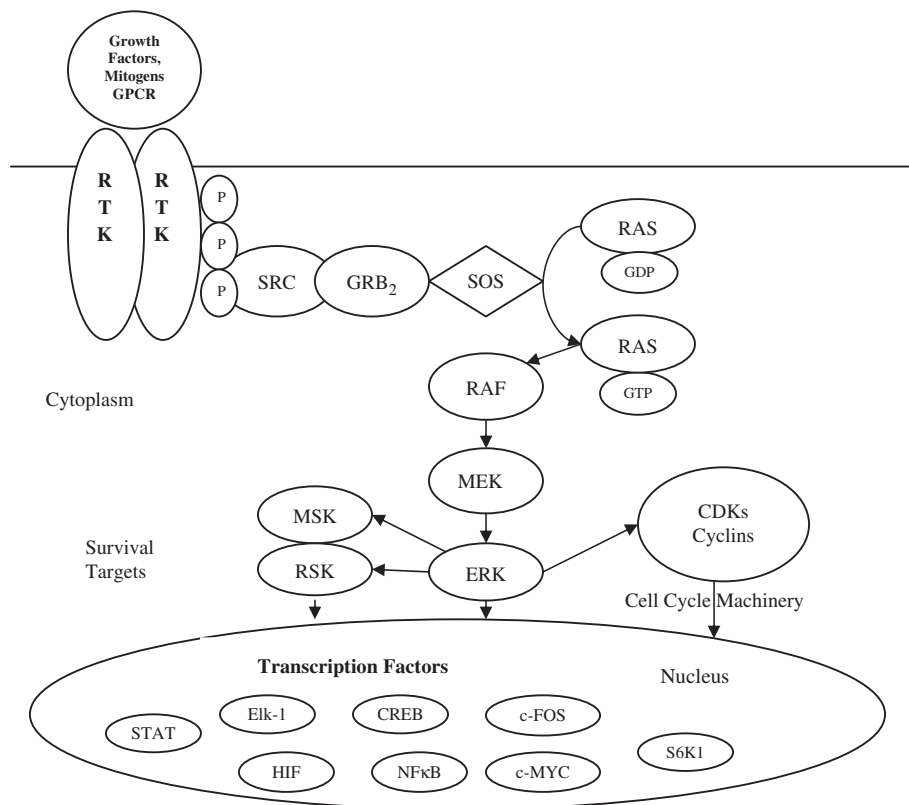 Growth
Factors,
Mitogens
GPCR
R
T
K
R
T
K
P
P
P
SRC
GRB2
SOS
RAS
GDP
RAS
GTP
RAF
Cytoplasm
MEK
MSK
CDKs
Cyclins
Survival
Targets
RSK
ERK
Cell Cycle Machinery
Transcription Factors
Nucleus
Elk-1
CREB
c-FOS
STAT
S6K1
HIF
NFκB
c-MYC